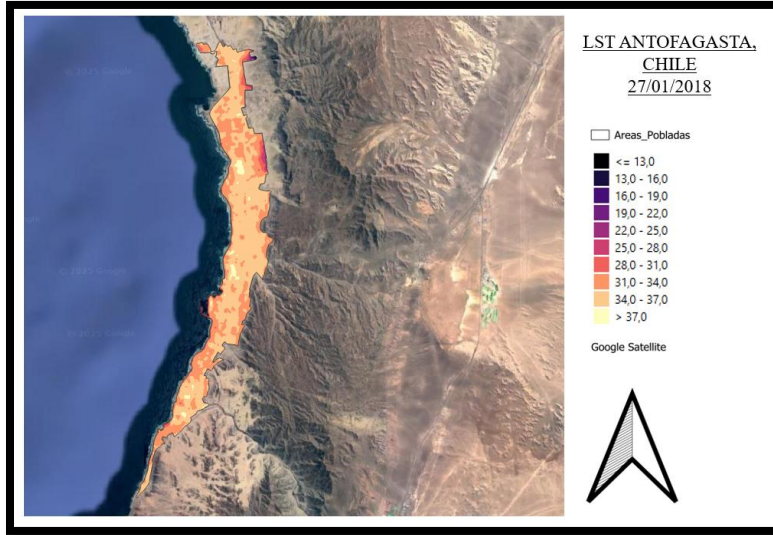 LST ANTOFAGASTA,
CHILE
27/01/2018
Areas_Pobladas
<= 13,0
13,0 - 16,0
16,0 - 19,0
19,0 - 22,0
22,0 - 25,0
25,0 - 28,0
28,0 - 31,0
31,0 - 34,0
34,0 - 37,0
> 37,0
Google Satellite